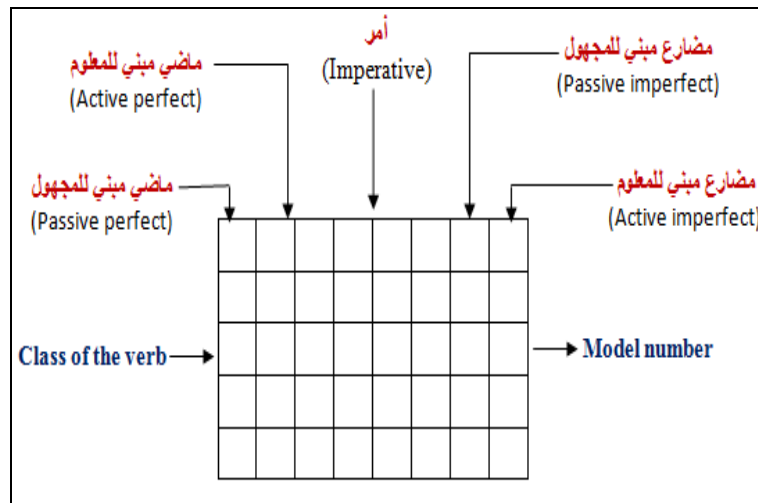 أمر
(Imperative)
ماضي مبني للمعلوم
(Active perfect)
مضارع مبني للمجهول
(Passive imperfect)
ماضي مبني للمجهول
(Passive perfect)
مضارع مبني للمعلوم
(Active imperfect)
Class of the verb
Model number